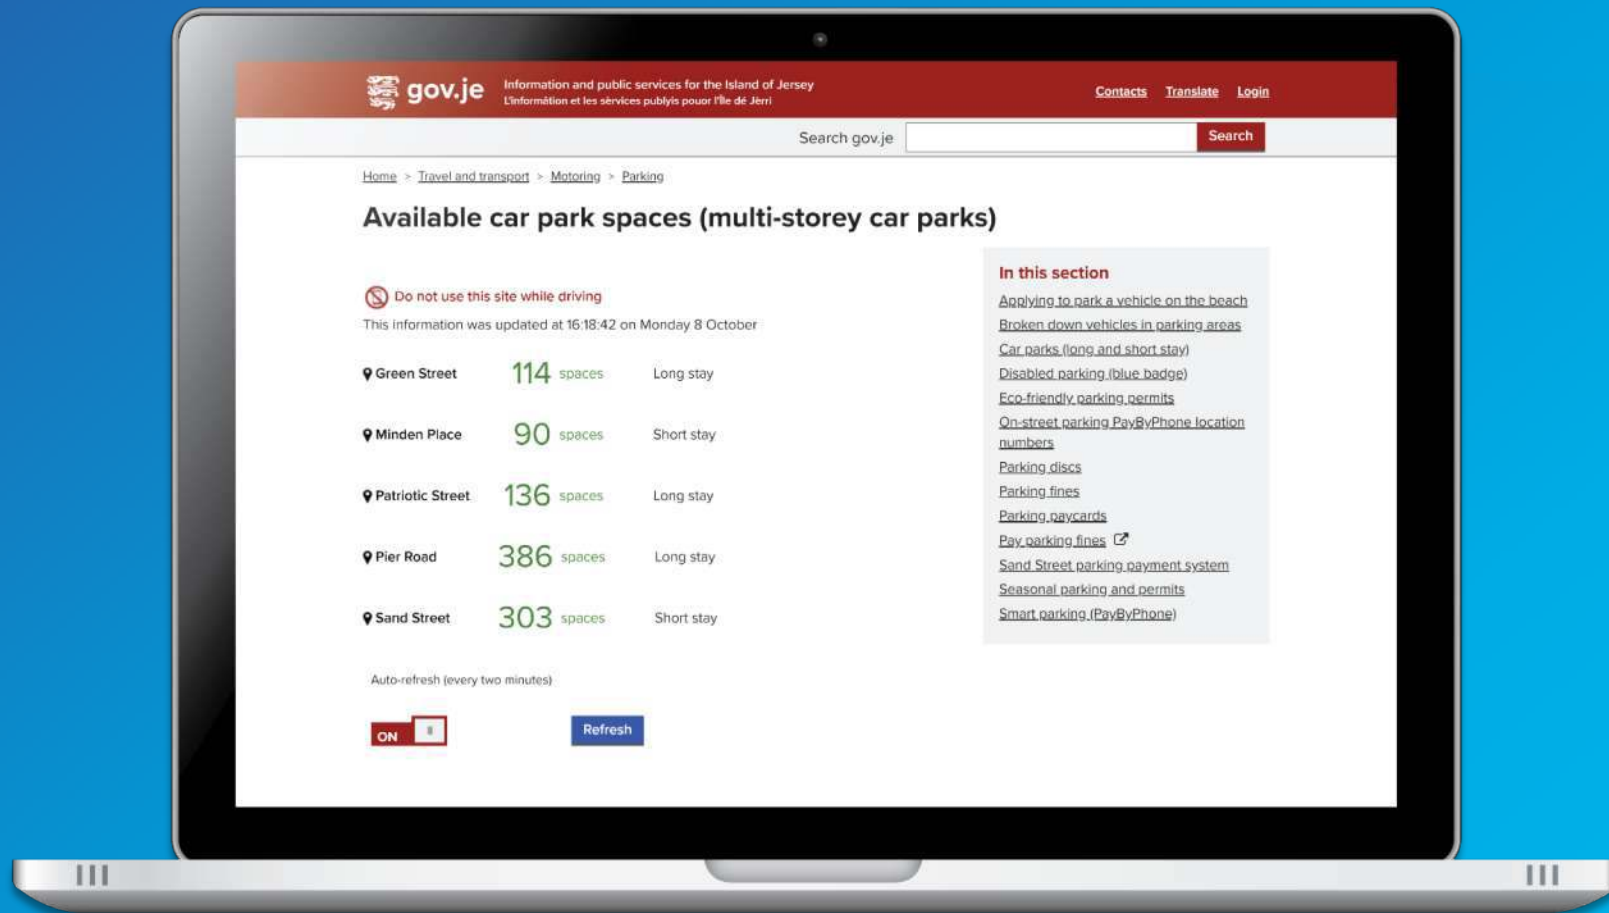 gov.je
Information and public services for the Island of Jersey
L'înformâtion et les sèrvices publyis pouor l'Île dé Jèrri
Contacts Translate Login
Search gov.je Search
Home > Travel and transport > Motoring > Parking
Available car park spaces (multi-storey car parks)
Do not use this site while driving
This information was updated at 16:18:42 on Monday 8 October
Green Street 114 spaces Long stay
Minden Place 90 spaces Short stay
Patriotic Street 136 spaces Long stay
Pier Road 386 spaces Long stay
Sand Street 303 spaces Short stay
Auto-refresh (every two minutes)
ON Refresh
In this section
Applying to park a vehicle on the beach
Broken down vehicles in parking areas
Car parks (long and short stay)
Disabled parking (blue badge)
Eco-friendly parking permits
On-street parking PayByPhone location
numbers
Parking discs
Parking fines
Parking paycards
Pay parking fines
Sand Street parking payment system
Seasonal parking and permits
Smart parking (PayByPhone)